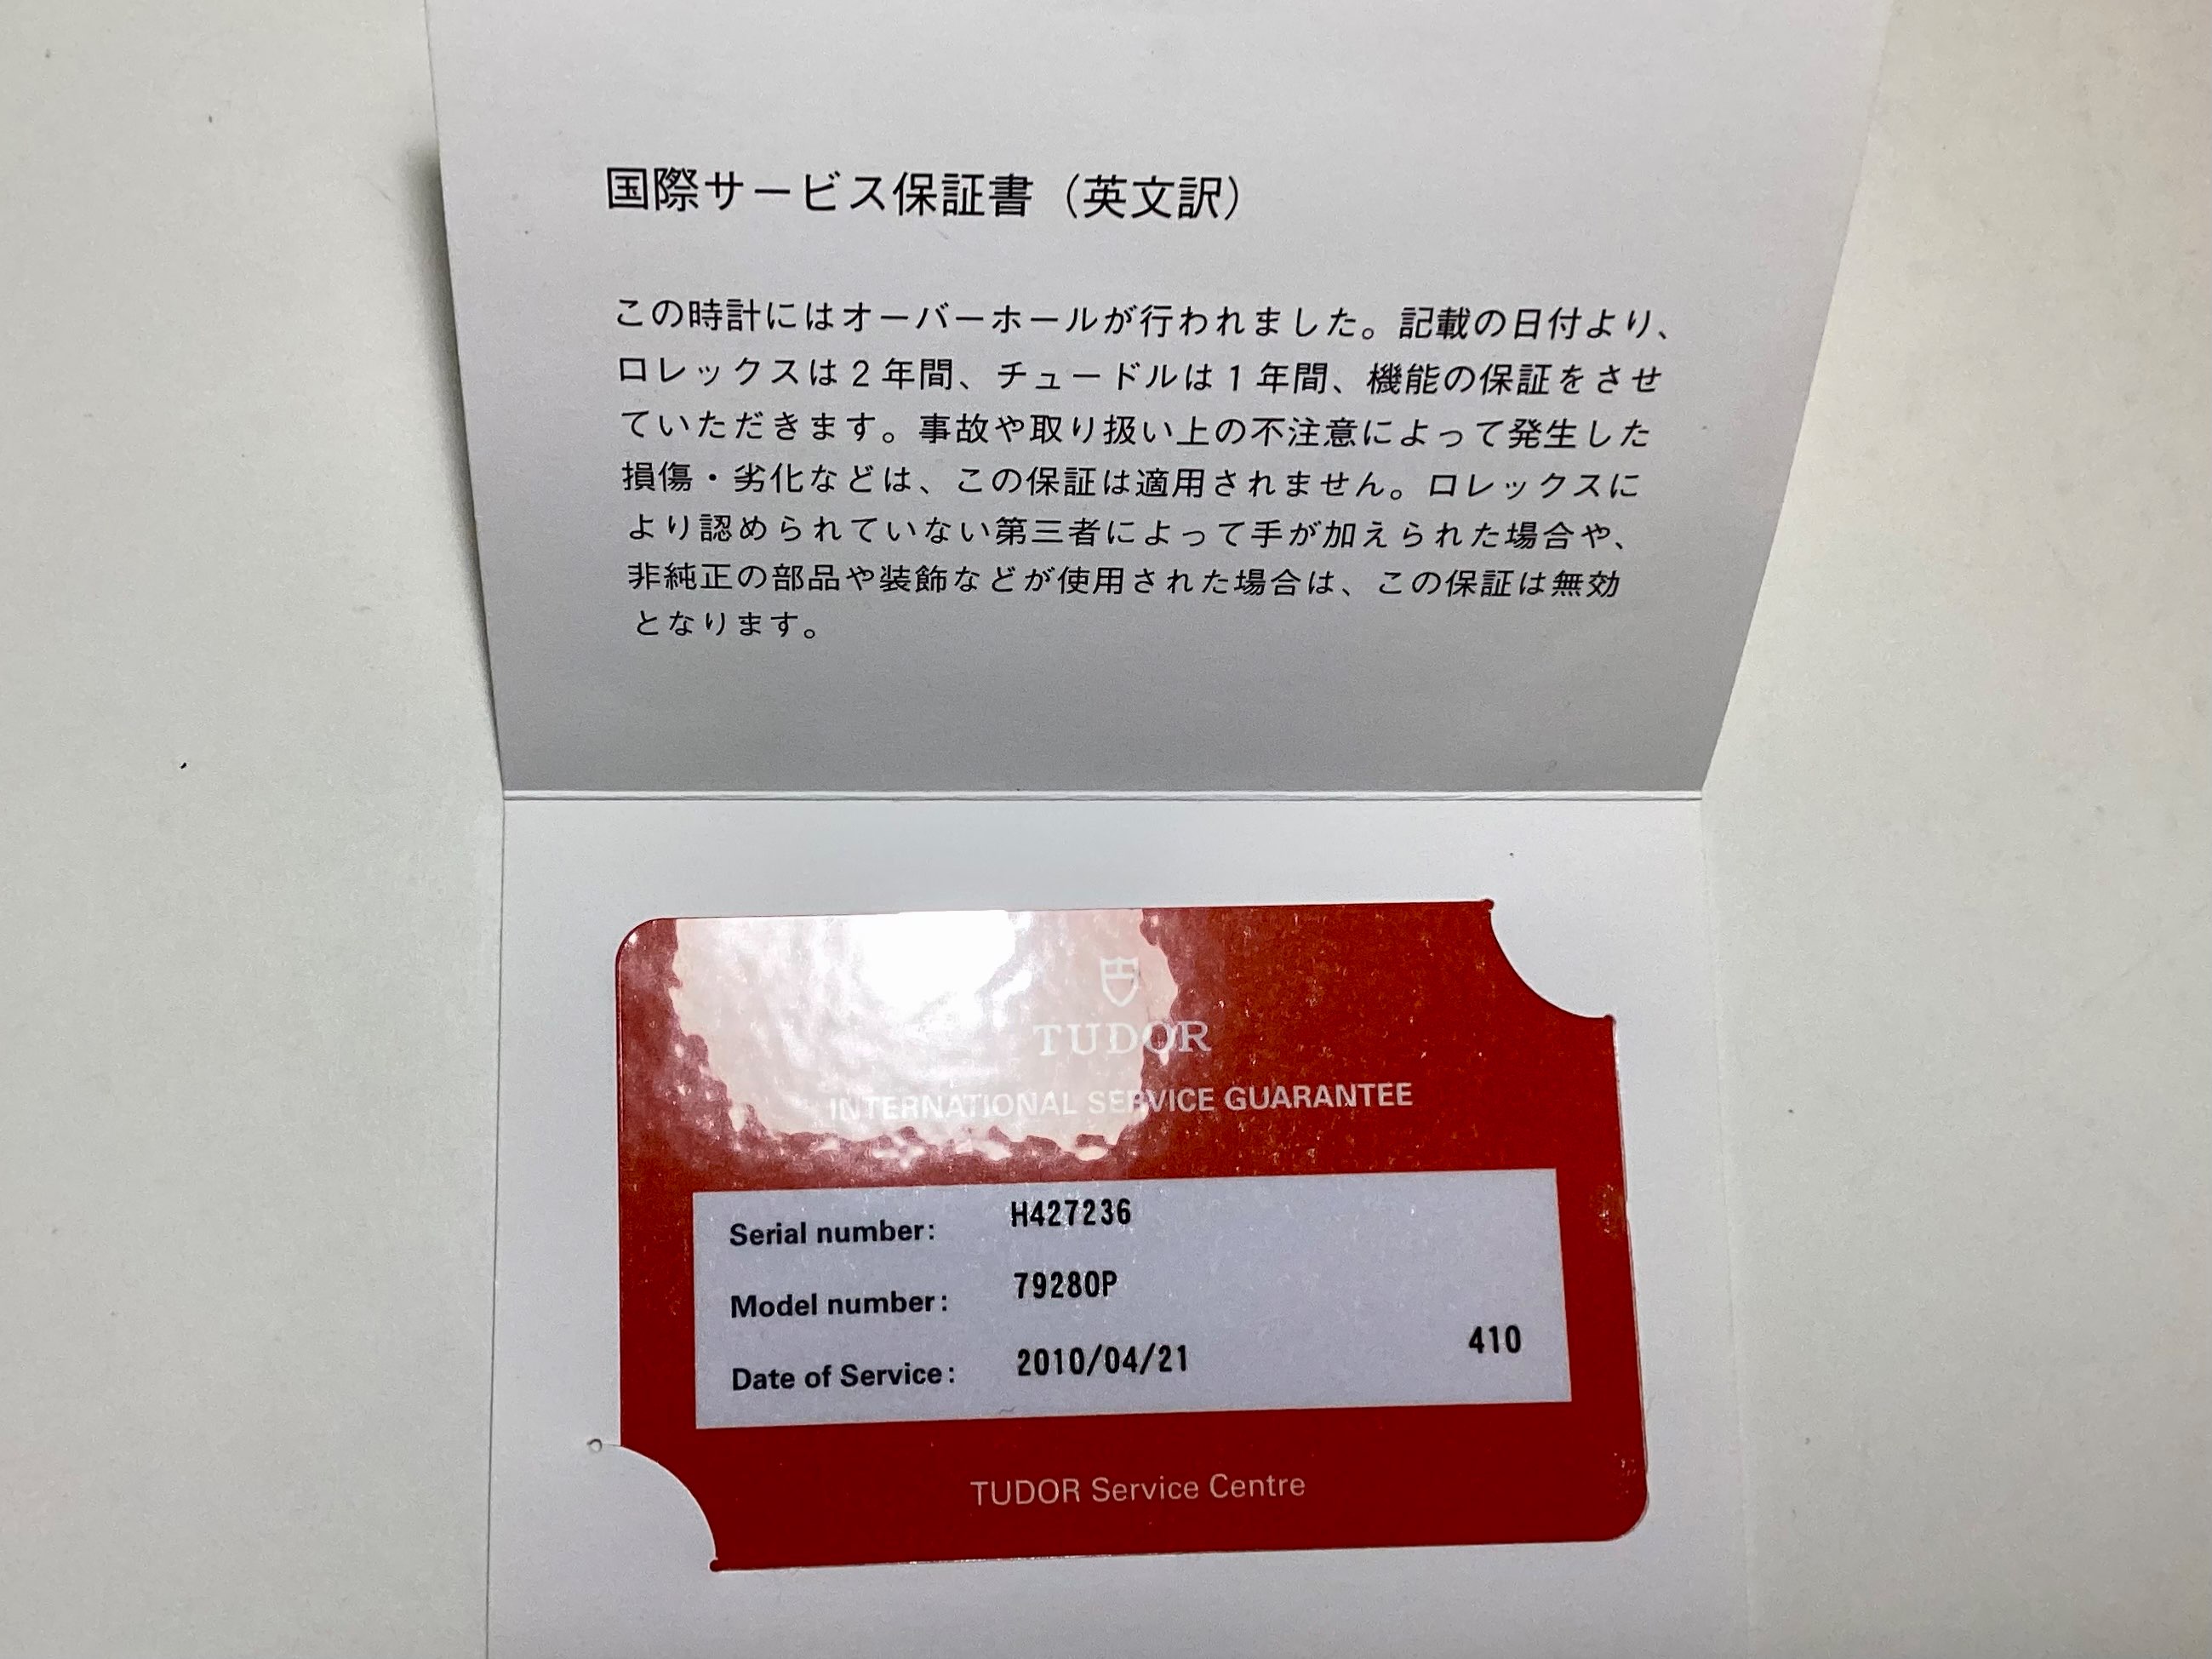 国際サービス保証書（英文訳）
この時計にはオーバーホールが行われました。記載の日付より、
ロレックスは2年間、チュードルは1年間、機能の保証をさせ
ていただきます。事故や取り扱い上の不注意によって発生した
損傷・劣化などは、この保証は適用されません。ロレックスに
より認められていない第三者によって手が加えられた場合や、
非純正の部品や装飾などが使用された場合は、この保証は無効
となります。
TUDOR
INTERNATIONAL SERVICE GUARANTEE
Serial number: H427236
Model number: 79280P
Date of Service: 2010/04/21 410
TUDOR Service Centre